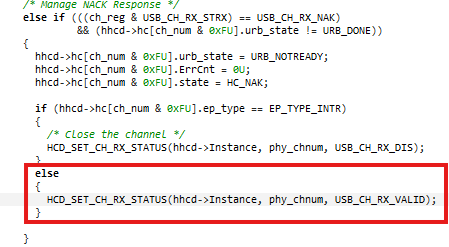 /* Manage NACK Response */
else if (((ch_reg & USB_CH_RX_STRX) == USB_CH_RX_NAK)
&& (hhcd->hc[ch_num & 0xFU].urb_state != URB_DONE))
{
hhcd->hc[ch_num & 0xFU].urb_state = URB_NOTREADY;
hhcd->hc[ch_num & 0xFU].ErrCnt = 0U;
hhcd->hc[ch_num & 0xFU].state = HC_NAK;
if (hhcd->hc[ch_num & 0xFU].ep_type == EP_TYPE_INTR)
{
/* Close the channel */
HCD_SET_CH_RX_STATUS(hhcd->Instance, phy_chnum, USB_CH_RX_DIS);
}
else
{
HCD_SET_CH_RX_STATUS(hhcd->Instance, phy_chnum, USB_CH_RX_VALID);
}
}